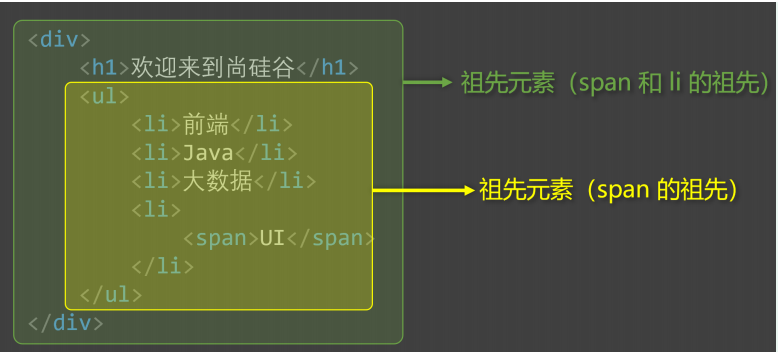 <div>
<h1>欢迎来到尚硅谷</h1>
祖先元素（span 和 li 的祖先）
<ul>
<li>前端</li>
<li>Java</li>
<li>大数据</li>
祖先元素（span 的祖先）
<li>
<span>UI</span>
</li>
</ul>
</div>